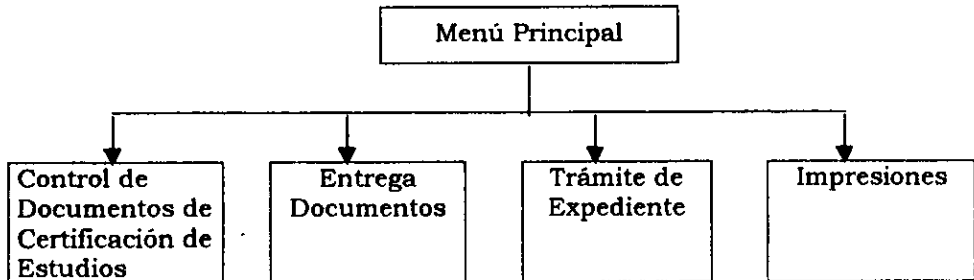 Menú Principal
Control de
Documentos de
Certificación de
Estudios
Entrega
Documentos
Trámite de
Expediente
Impresiones